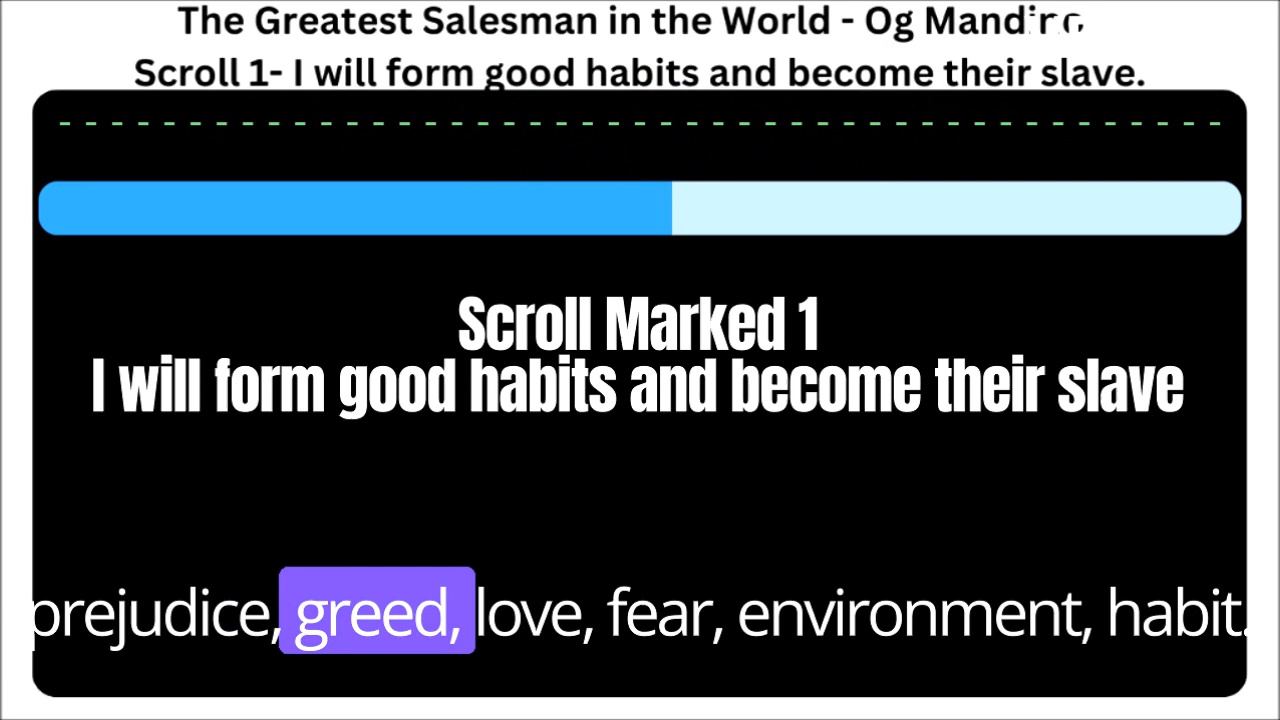 The Greatest Salesman in the World - Og
Scroll 1- I will form good habits and become their slave.
Scroll Marked 1
I will form good habits and become their slave
prejudice, greed, love, fear, environment, habit.